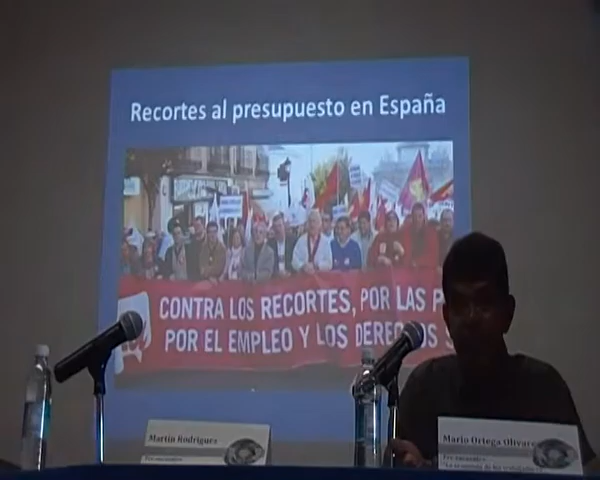 Recortes al presupuesto en España
CONTRA LOS RECORTES, POR LAS P
POR EL EMPLEO Y LOS DERECHOS S
Martín Rodríguez
Mario Ortega Olivares